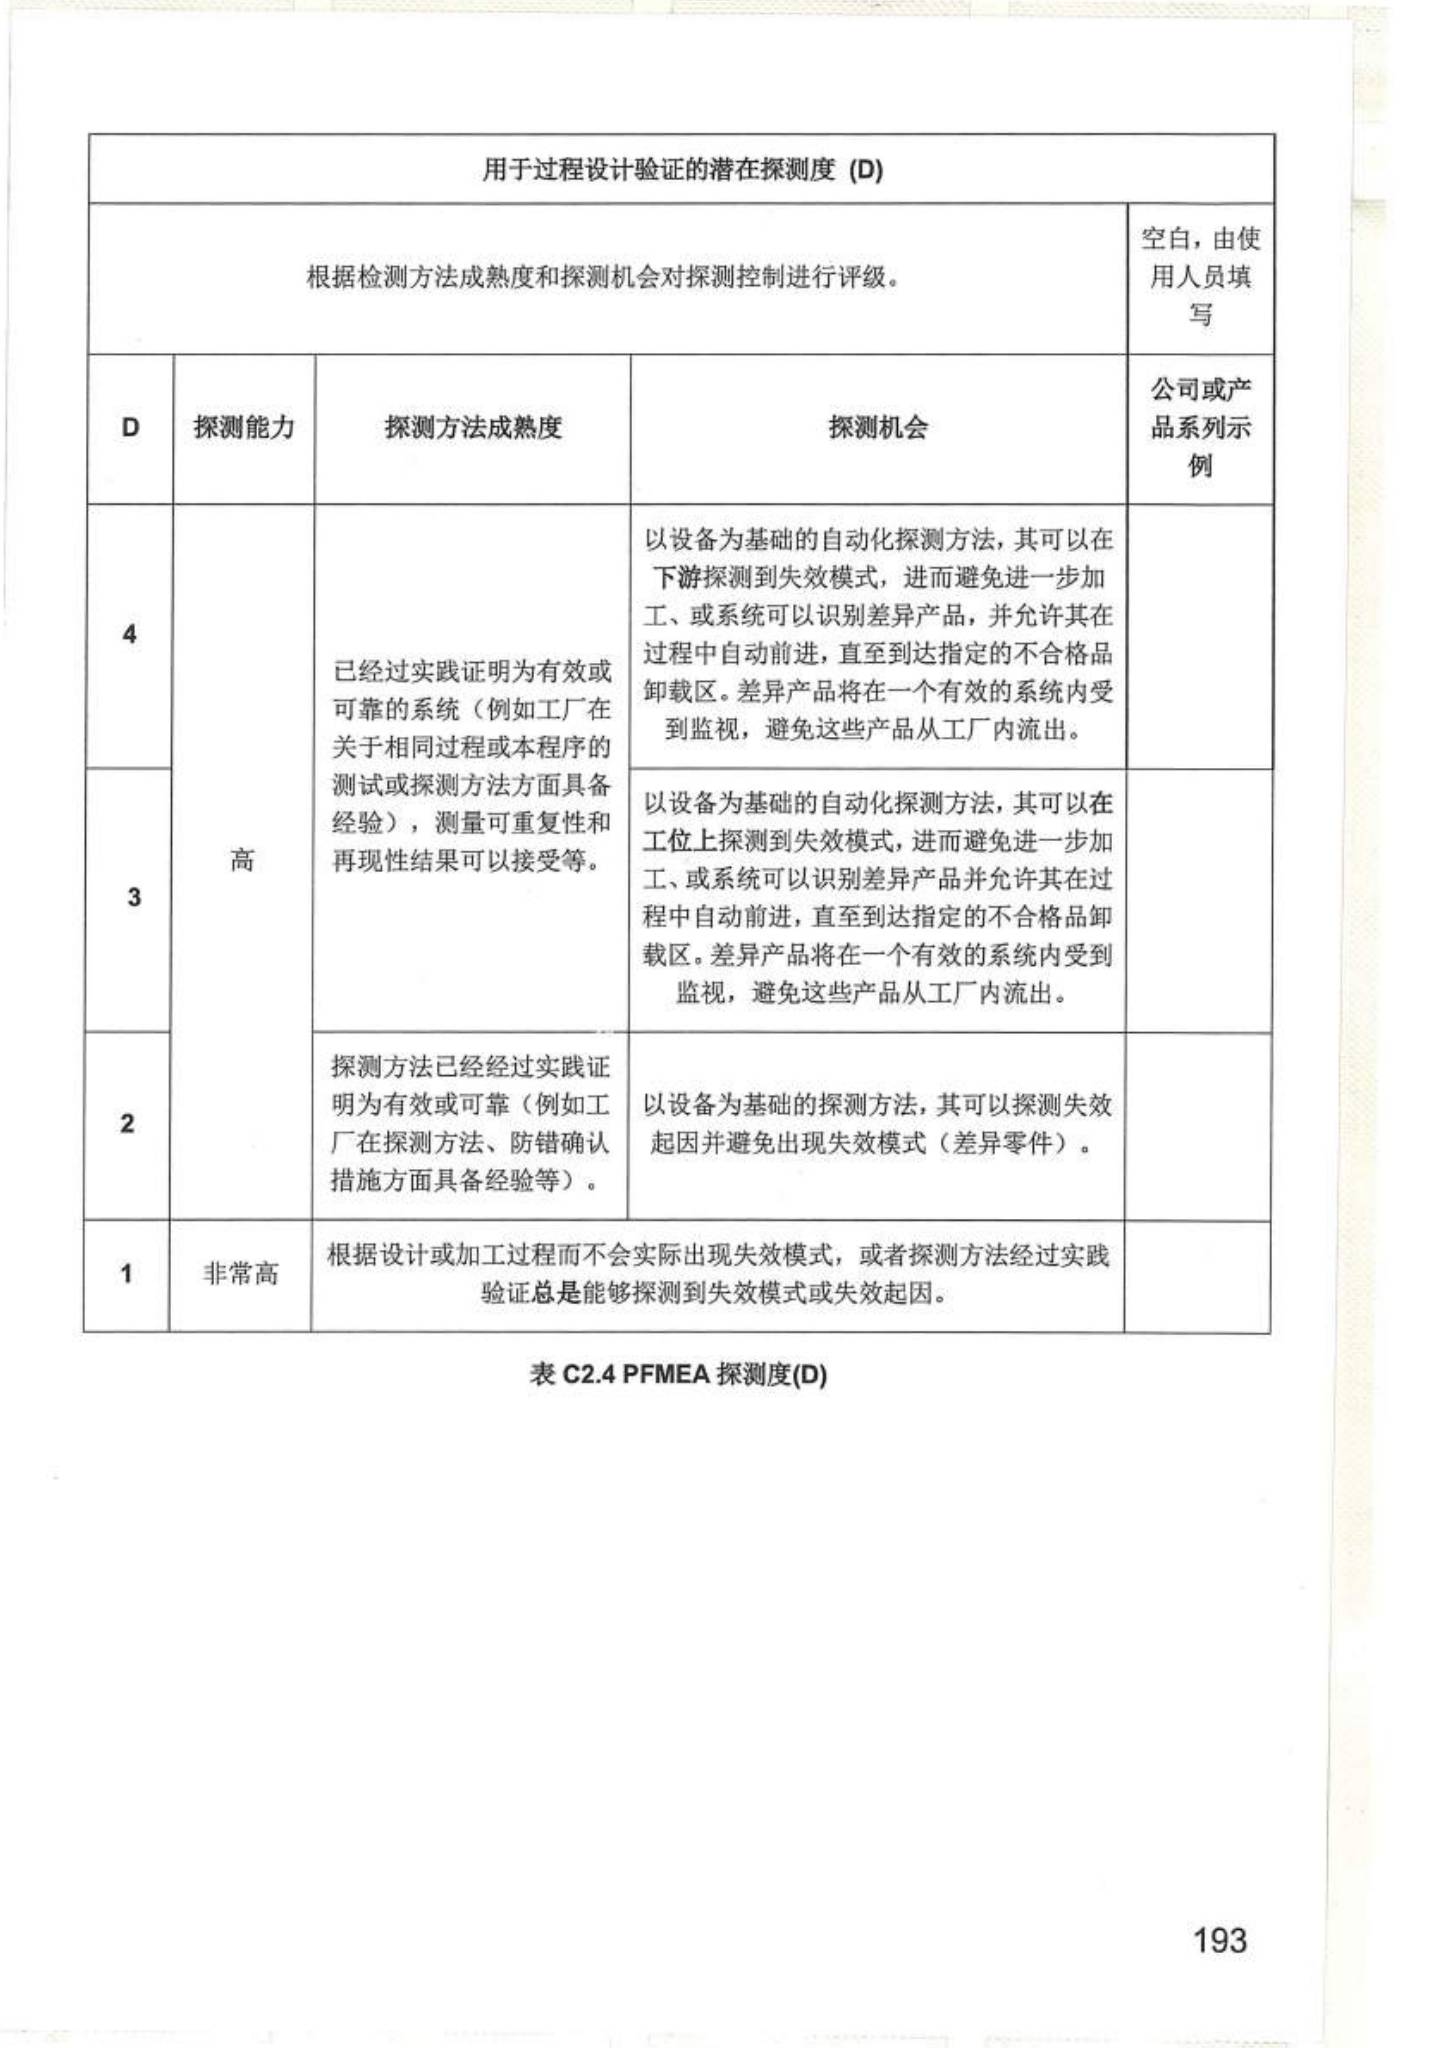 用于过程设计验证的潜在探测度 (D)
根据检测方法成熟度和探测机会对探测控制进行评级。
空白，由使
用人员填
写
D
探测能力
探测方法成熟度
探测机会
公司或产
品系列示
例
4
高
已经过实践证明为有效或
可靠的系统（例如工厂在
关于相同过程或本程序的
测试或探测方法方面具备
经验），测量可重复性和
再现性结果可以接受等。
以设备为基础的自动化探测方法，其可以在
下游探测到失效模式，进而避免进一步加
工、或系统可以识别差异产品，并允许其在
过程中自动前进，直至到达指定的不合格品
卸载区。差异产品将在一个有效的系统内受
到监视，避免这些产品从工厂内流出。
3
以设备为基础的自动化探测方法，其可以在
工位上探测到失效模式，进而避免进一步加
工、或系统可以识别差异产品并允许其在过
程中自动前进，直至到达指定的不合格品卸
载区。差异产品将在一个有效的系统内受到
监视，避免这些产品从工厂内流出。
2
探测方法已经经过实践证
明为有效或可靠（例如工
厂在探测方法、防错确认
措施方面具备经验等）。
以设备为基础的探测方法，其可以探测失效
起因并避免出现失效模式（差异零件）。
1
非常高
根据设计或加工过程而不会实际出现失效模式，或者探测方法经过实践
验证总是能够探测到失效模式或失效起因。
表 C2.4 PFMEA 探测度(D)
193